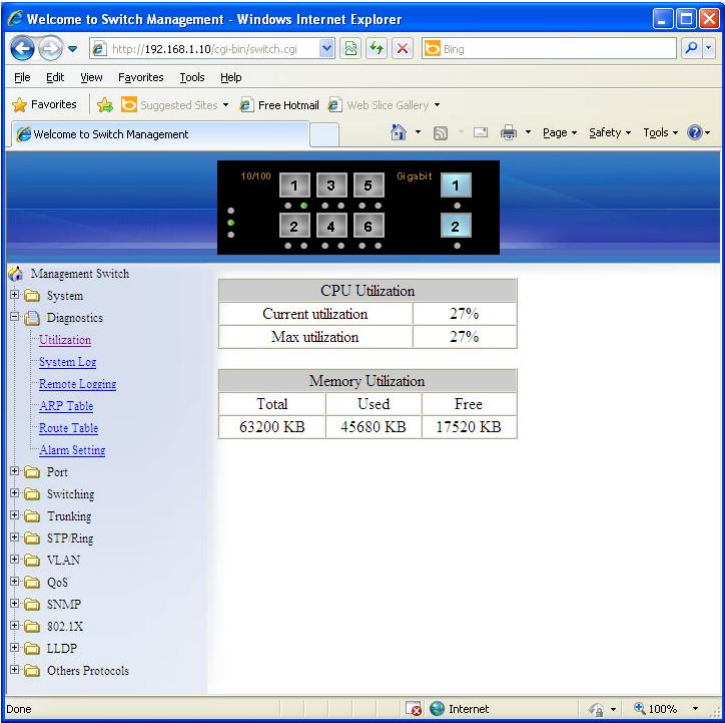 Welcome to Switch Management - Windows Internet Explorer
http://192.168.1.10/cgi-bin/switch.cgi Bing
File Edit View Favorites Tools Help
Favorites Suggested Sites Free Hotmail Web Slice Gallery
Welcome to Switch Management Page Safety Tools
10/100 1 3 5 Gigabit 1
2 4 6 2
Management Switch
System
Diagnostics
Utilization
System Log
Remote Logging
ARP Table
Route Table
Alarm Setting
Port
Switching
Trunking
STP/Ring
VLAN
QoS
SNMP
802.1X
LLDP
Others Protocols
CPU Utilization
Current utilization 27%
Max utilization 27%
Memory Utilization
Total Used Free
63200 KB 45680 KB 17520 KB
Done Internet 100%